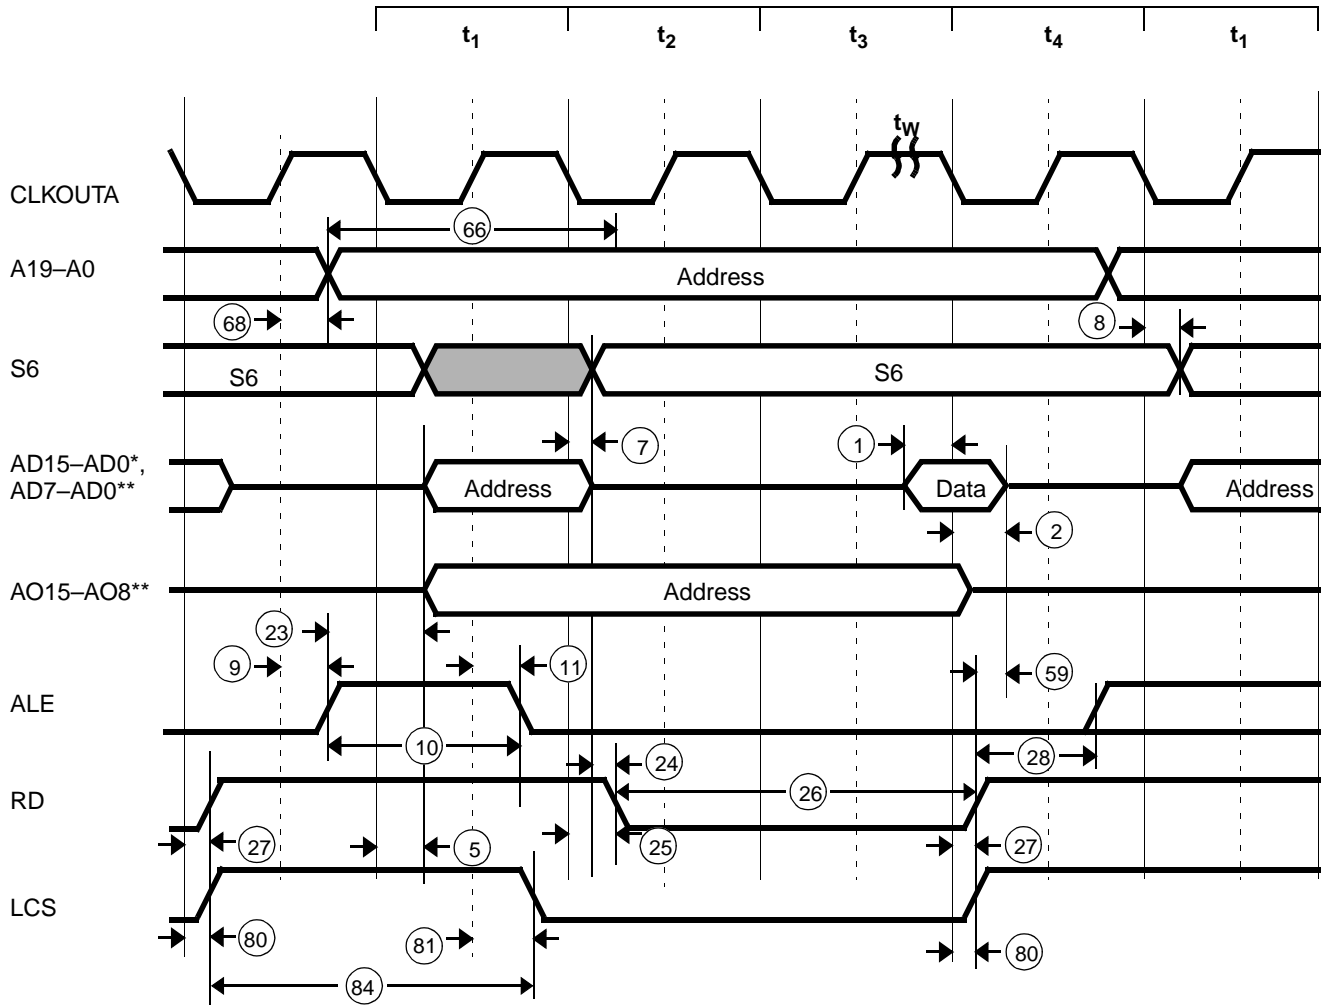 t1 t2 t3 t4 t1
tW
CLKOUTA
66
A19–A0 Address
68 8
S6 S6 S6
7 1
AD15–AD0*,
AD7–AD0** Address Data Address
2
AO15–AO8** Address
23
9 11 59
ALE
10 28
24
RD 26
27 5 25 27
LCS
80 81 80
84